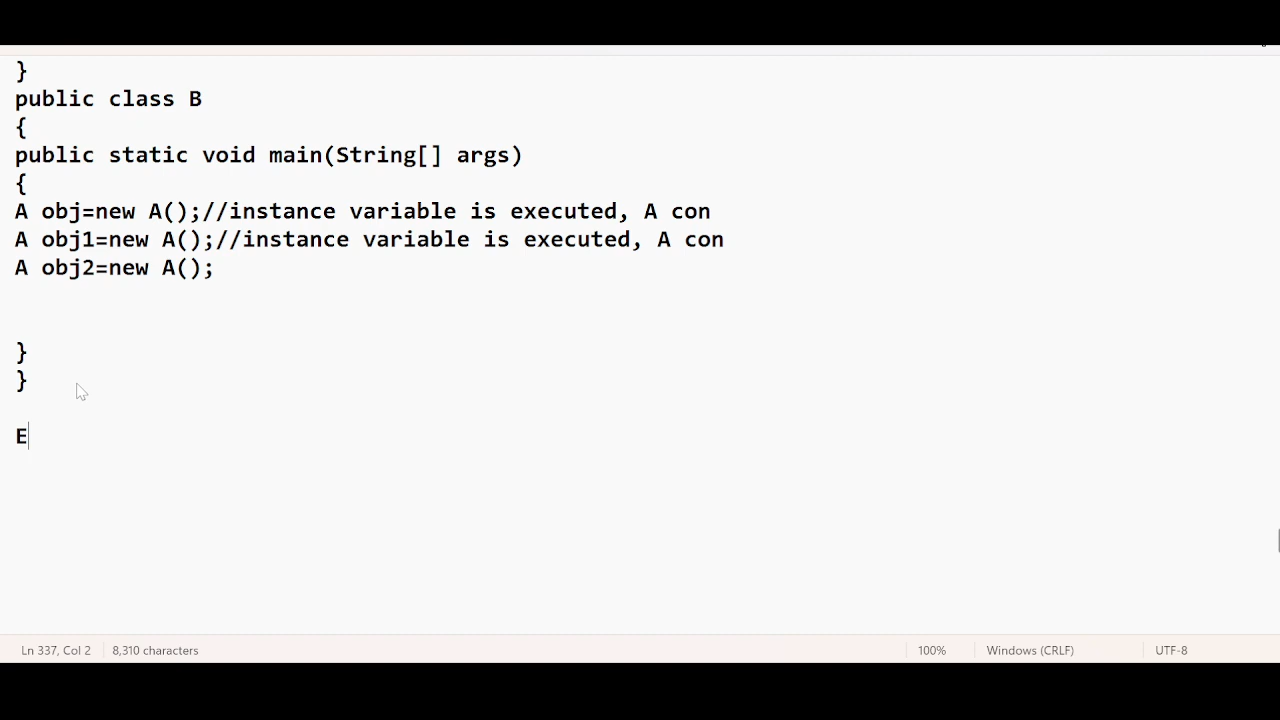 }
public class B
{
public static void main(String[] args)
{
A obj=new A();//instance variable is executed, A con
A obj1=new A();//instance variable is executed, A con
A obj2=new A();
}
}
E
Ln 337, Col 2
8,310 characters
100%
Windows (CRLF)
UTF-8